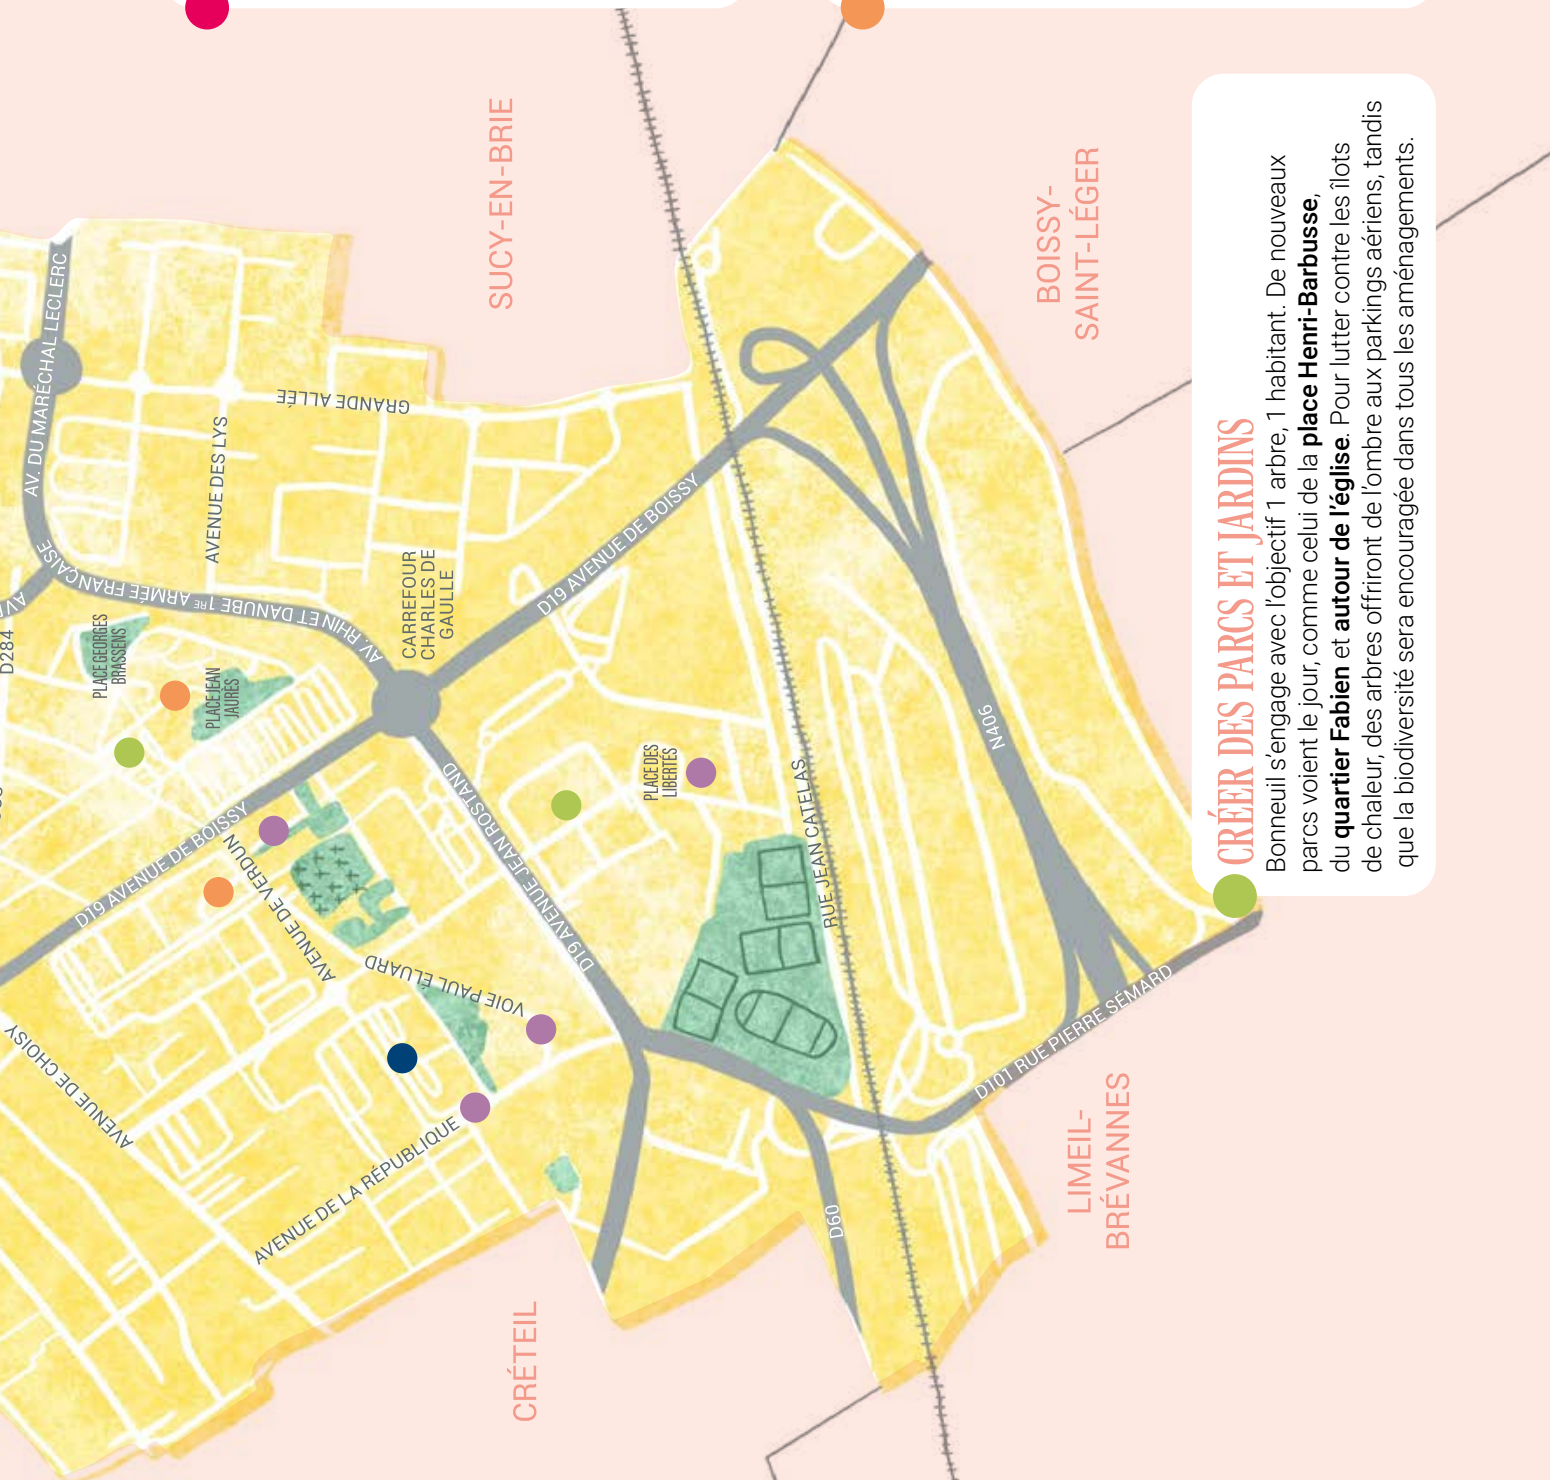 SUCY-EN-BRIE
BOISSY-
SAINT-LÉGER
LIMEIL-
BRÉVANNES
CRÉTEIL
AV. DU MARÉCHAL LECLERC
GRANDE ALLÉE
AVENUE DES LYS
AV. RHIN ET DANUBE 1RE ARMÉE FRANÇAISE
D284
PLACE GEORGES
BRASSENS
PLACE JEAN
JAURÈS
CARREFOUR
CHARLES DE
GAULLE
D19 AVENUE DE BOISSY
D19 AVENUE DE BOISSY
AVENUE DE VERDUN
D19 AVENUE JEAN ROSTAND
PLACE DES
LIBERTÉS
RUE JEAN CATELAS
N406
VOIE PAUL ÉLUARD
AVENUE DE CHOISY
AVENUE DE LA RÉPUBLIQUE
D60
D101 RUE PIERRE SÉMARD
CRÉER DES PARCS ET JARDINS
Bonneuil s'engage avec l'objectif 1 arbre, 1 habitant. De nouveaux
parcs voient le jour, comme celui de la place Henri-Barbusse,
du quartier Fabien et autour de l'église. Pour lutter contre les îlots
de chaleur, des arbres offriront de l'ombre aux parkings aériens, tandis
que la biodiversité sera encouragée dans tous les aménagements.